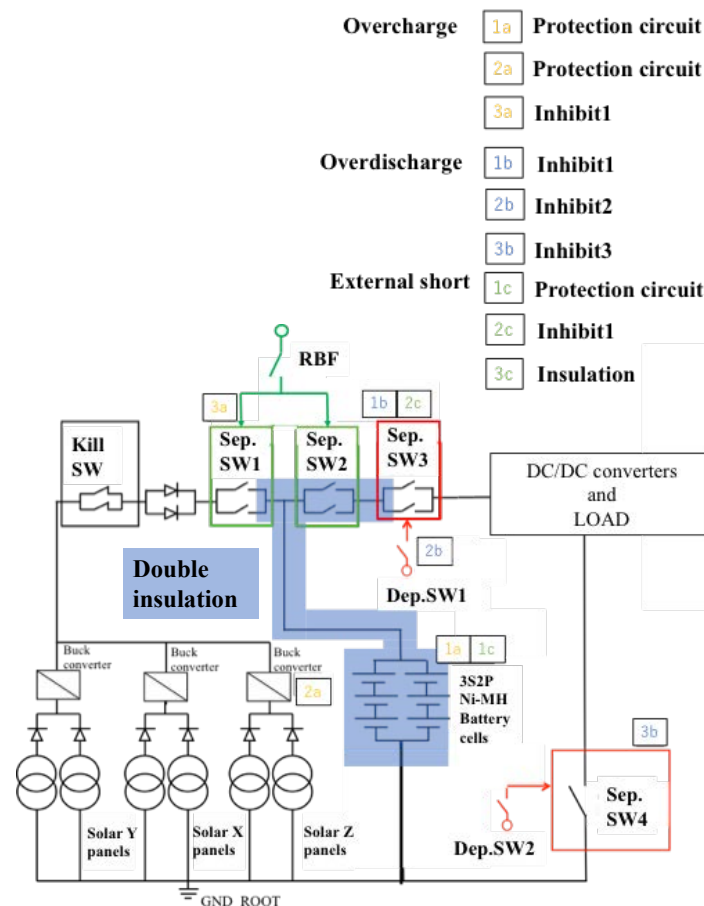 Overcharge 1a Protection circuit
2a Protection circuit
3a Inhibit1
Overdischarge 1b Inhibit1
2b Inhibit2
3b Inhibit3
External short 1c Protection circuit
2c Inhibit1
3c Insulation
RBF
3a
1b 2c
Kill
SW
Sep.
SW1
Sep.
SW2
Sep.
SW3
DC/DC converters
and
LOAD
2b
Dep.SW1
Double
insulation
1a 1c
Buck
converter
Buck
converter
Buck
converter
2a
3S2P
Ni-MH
Battery
cells
3b
Sep.
SW4
Dep.SW2
Solar Y
panels
Solar X
panels
Solar Z
panels
GND_ROOT